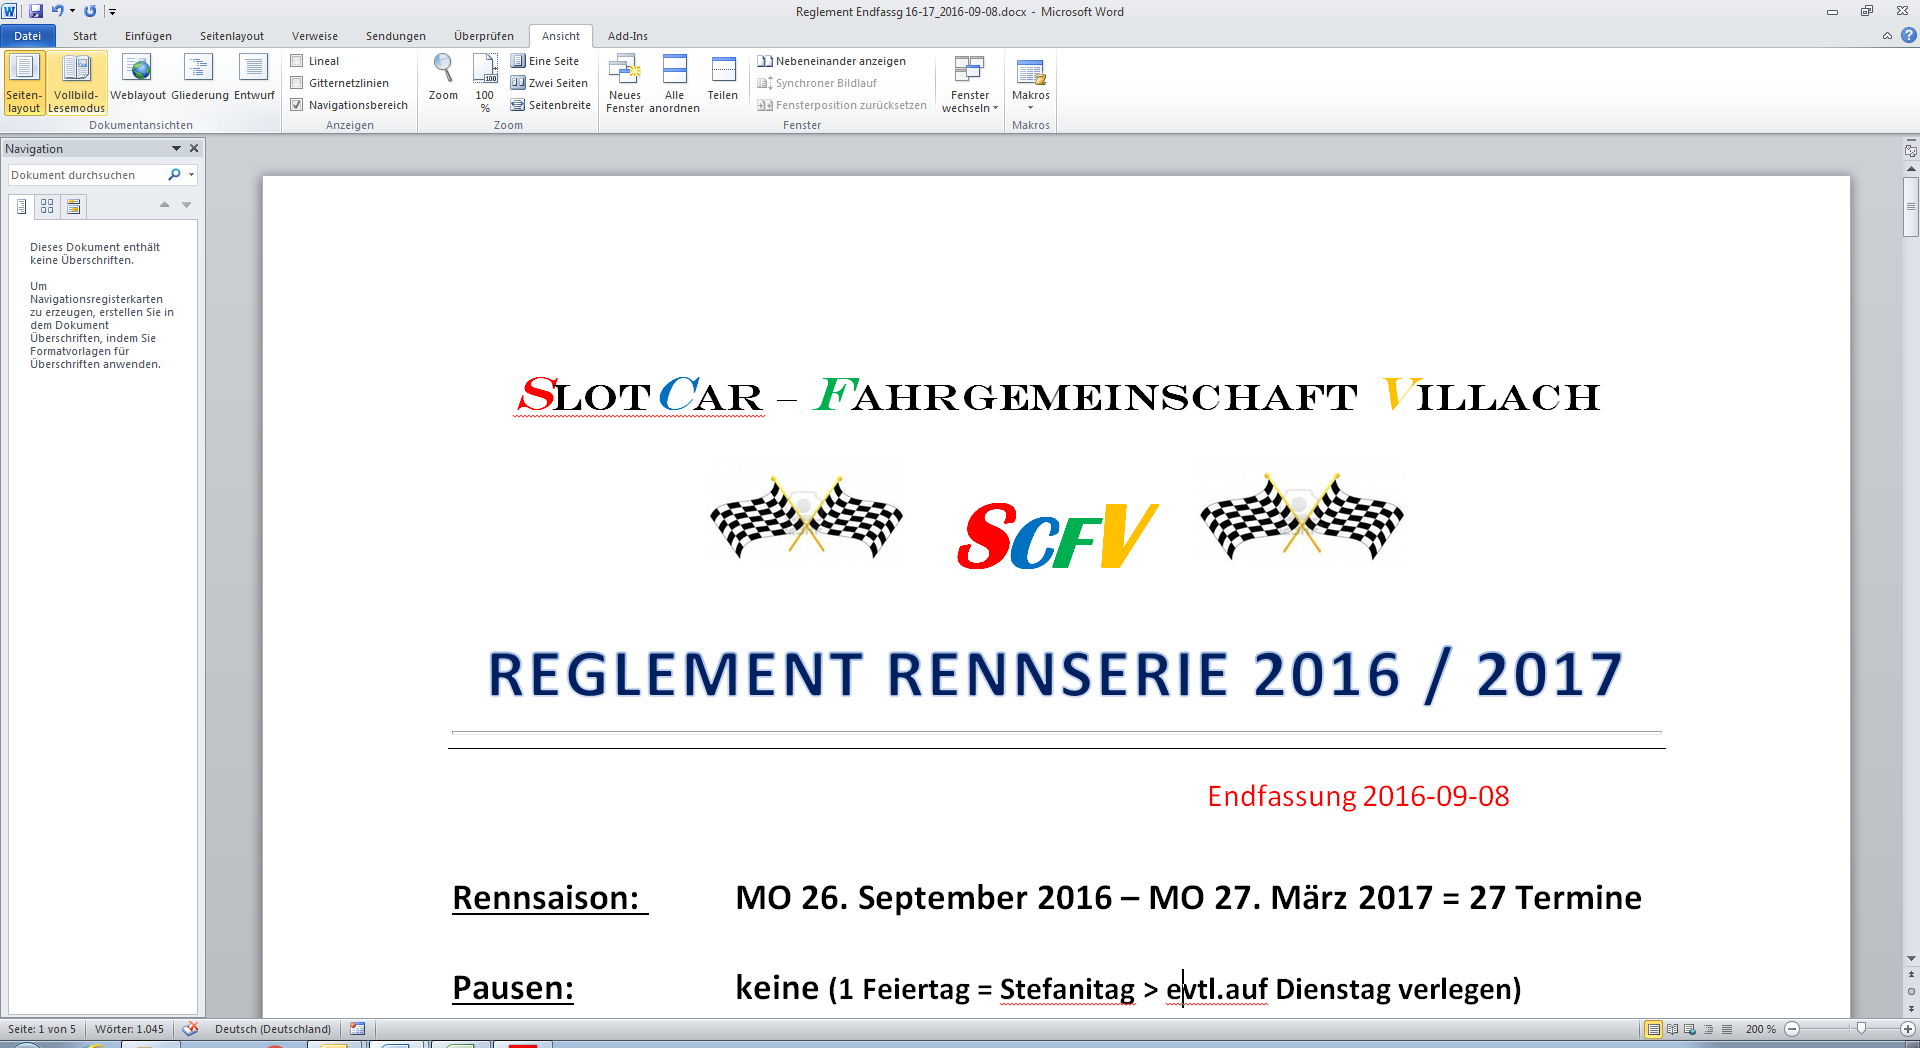 Reglement Endfassg 16-17_2016-09-08.docx - Microsoft Word
Datei Start Einfügen Seitenlayout Verweise Sendungen Überprüfen Ansicht Add-Ins
Seiten-
layout
Vollbild-
Lesemodus
Weblayout Gliederung Entwurf
Dokumentansichten
Lineal
Gitternetzlinien
Navigationsbereich
Anzeigen
Zoom
100
%
Eine Seite
Zwei Seiten
Seitenbreite
Zoom
Neues
Fenster
Alle
anordnen
Teilen
Nebeneinander anzeigen
Synchroner Bildlauf
Fensterposition zurücksetzen
Fenster
wechseln
Fenster
Makros
Makros
Navigation
Dokument durchsuchen
Dieses Dokument enthält
keine Überschriften.
Um
Navigationsregisterkarten
zu erzeugen, erstellen Sie in
dem Dokument
Überschriften, indem Sie
Formatvorlagen für
Überschriften anwenden.
SLOT CAR – FAHRGEMEINSCHAFT VILLACH
SCFV
REGLEMENT RENNSERIE 2016 / 2017
Endfassung 2016-09-08
Rennsaison: MO 26. September 2016 – MO 27. März 2017 = 27 Termine
Pausen: keine (1 Feiertag = Stefanitag > evtl.auf Dienstag verlegen)
Seite: 1 von 5 Wörter: 1.045 Deutsch (Deutschland) 200 %